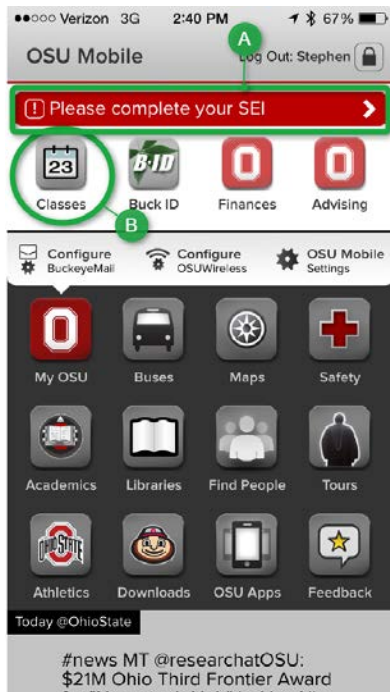 Verizon 3G 2:40 PM 67%
A
OSU Mobile Log Out: Stephen
! Please complete your SEI
23 B-ID O O
Classes Buck ID Finances Advising
B
Configure BuckeyeMail
Configure OSUWireless
OSU Mobile Settings
O
My OSU Buses Maps Safety
Academics Libraries Find People Tours
OHIO STATE
Athletics Downloads OSU Apps Feedback
Today @OhioState
#news MT @researchatOSU:
$21M Ohio Third Frontier Award